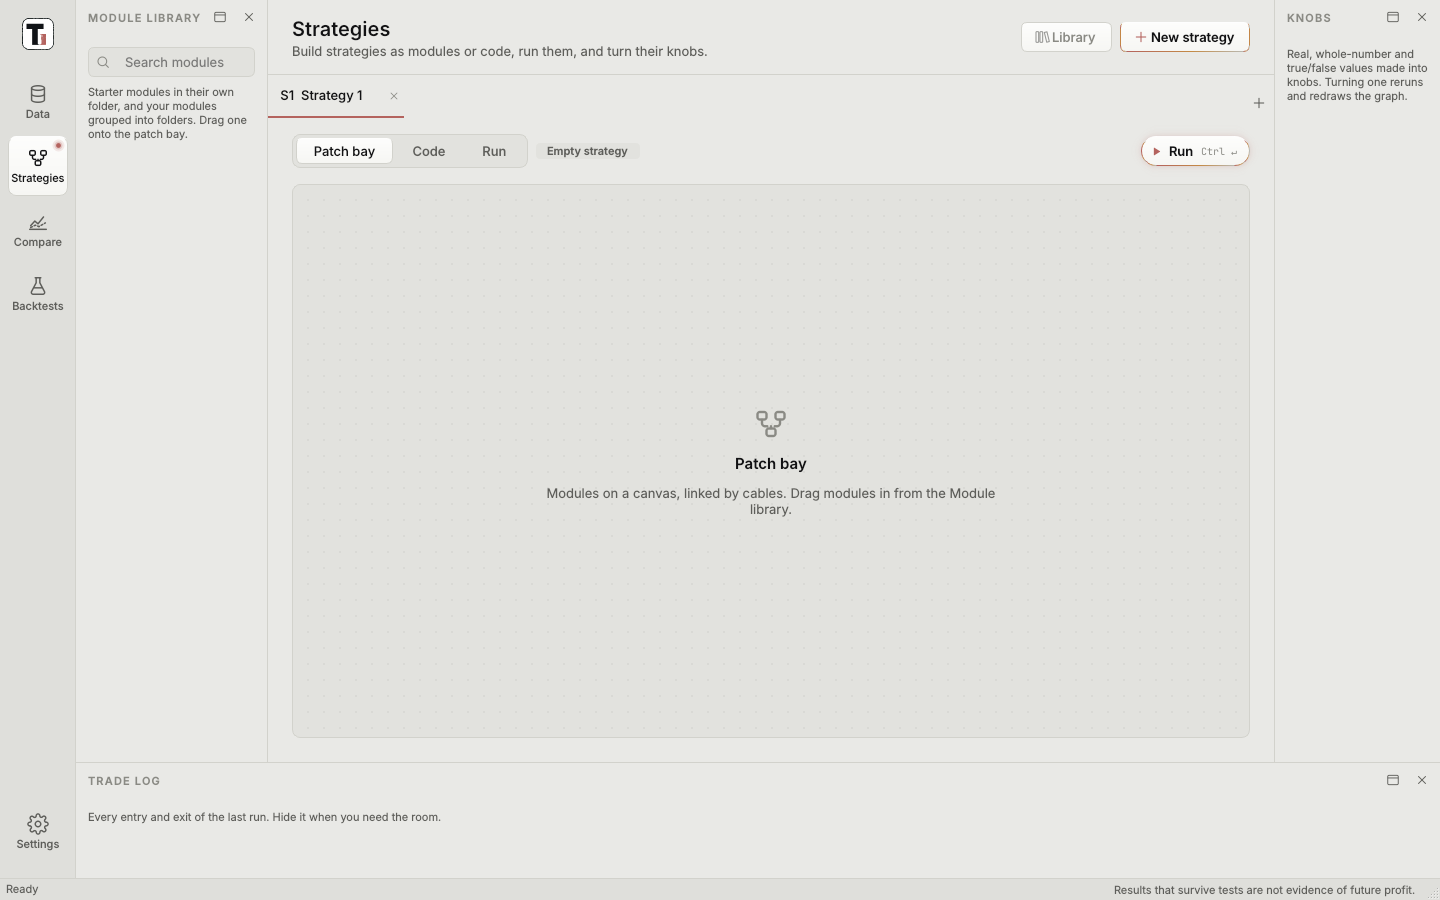 MODULE LIBRARY
Search modules
Starter modules in their own
folder, and your modules
grouped into folders. Drag one
onto the patch bay.
Data
Strategies
Compare
Backtests
Settings
Strategies
Build strategies as modules or code, run them, and turn their knobs.
Library
New strategy
S1 Strategy 1
Patch bay
Code
Run
Empty strategy
Run Ctrl ↵
Patch bay
Modules on a canvas, linked by cables. Drag modules in from the Module
library.
KNOBS
Real, whole-number and
true/false values made into
knobs. Turning one reruns
and redraws the graph.
TRADE LOG
Every entry and exit of the last run. Hide it when you need the room.
Ready
Results that survive tests are not evidence of future profit.